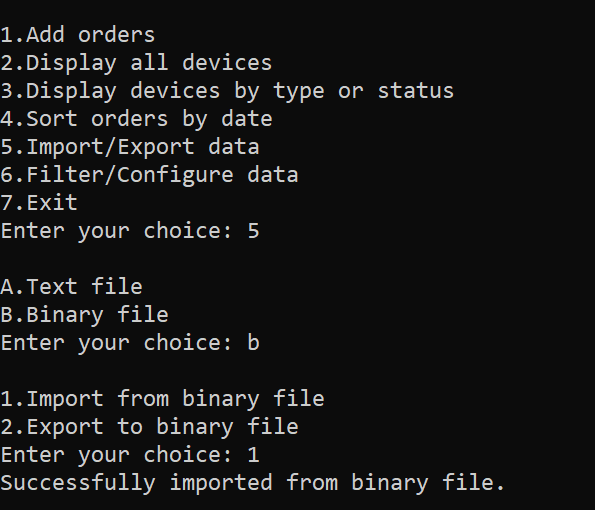 1.Add orders
2.Display all devices
3.Display devices by type or status
4.Sort orders by date
5.Import/Export data
6.Filter/Configure data
7.Exit
Enter your choice: 5
A.Text file
B.Binary file
Enter your choice: b
1.Import from binary file
2.Export to binary file
Enter your choice: 1
Successfully imported from binary file.